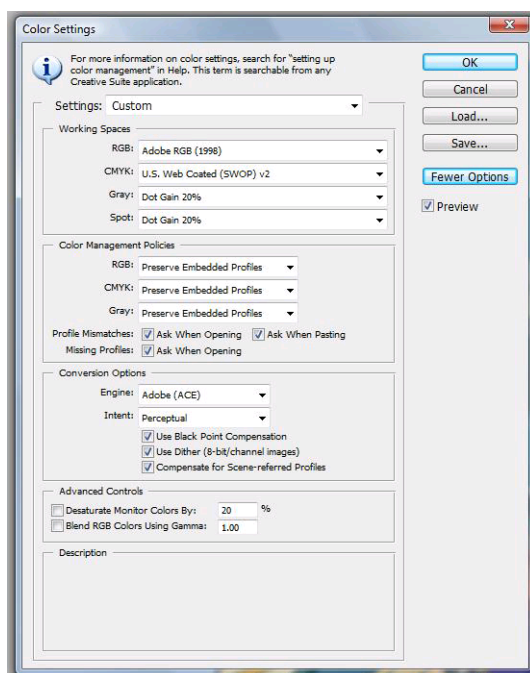 Color Settings
For more information on color settings, search for "setting up
color management" in Help. This term is searchable from any
Creative Suite application.
OK
Cancel
Load...
Save...
Fewer Options
Preview
Settings: Custom
Working Spaces
RGB: Adobe RGB (1998)
CMYK: U.S. Web Coated (SWOP) v2
Gray: Dot Gain 20%
Spot: Dot Gain 20%
Color Management Policies
RGB: Preserve Embedded Profiles
CMYK: Preserve Embedded Profiles
Gray: Preserve Embedded Profiles
Profile Mismatches: Ask When Opening Ask When Pasting
Missing Profiles: Ask When Opening
Conversion Options
Engine: Adobe (ACE)
Intent: Perceptual
Use Black Point Compensation
Use Dither (8-bit/channel images)
Compensate for Scene-referred Profiles
Advanced Controls
Desaturate Monitor Colors By: 20 %
Blend RGB Colors Using Gamma: 1.00
Description